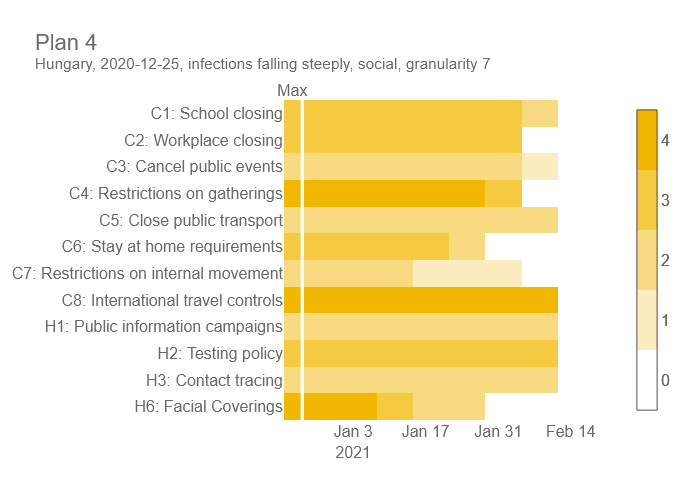 Plan 4
Hungary, 2020-12-25, infections falling steeply, social, granularity 7
Max
C1: School closing
C2: Workplace closing
C3: Cancel public events
C4: Restrictions on gatherings
C5: Close public transport
C6: Stay at home requirements
C7: Restrictions on internal movement
C8: International travel controls
H1: Public information campaigns
H2: Testing policy
H3: Contact tracing
H6: Facial Coverings
Jan 3 Jan 17 Jan 31 Feb 14
2021
4
3
2
1
0